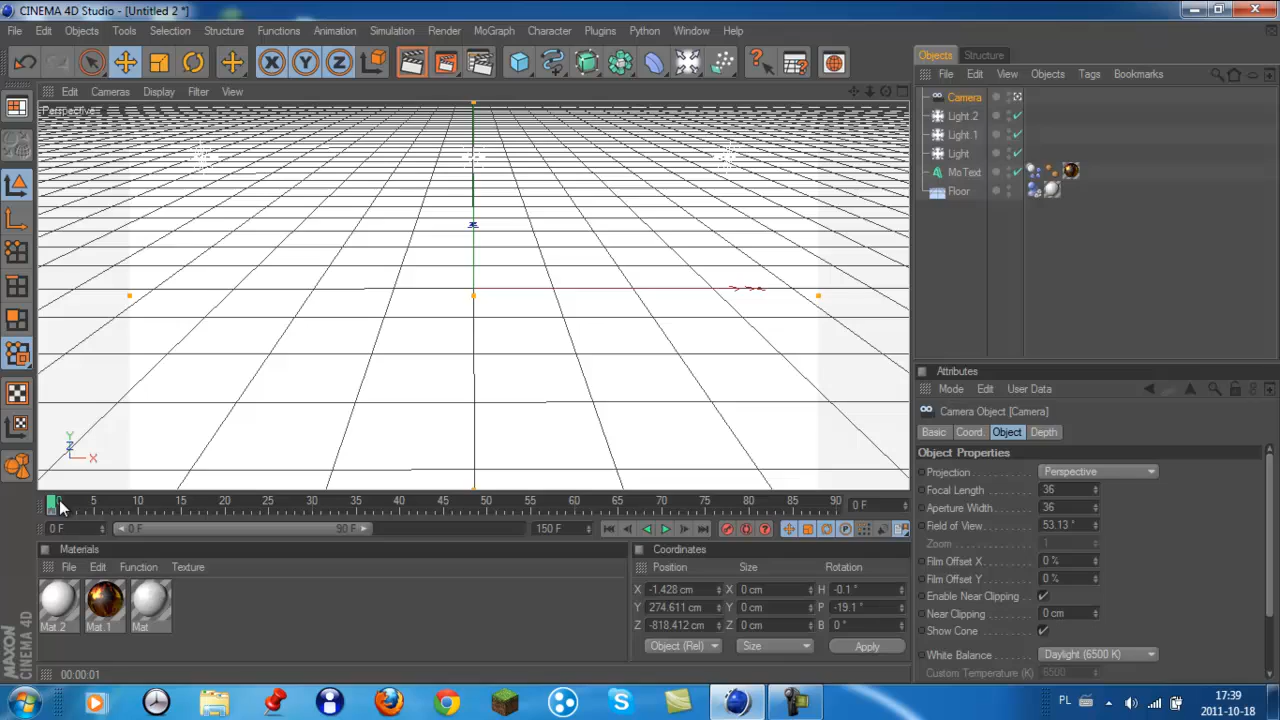 CINEMA 4D Studio - [Untitled 2 *]
File Edit Objects Tools Selection Structure Functions Animation Simulation Render MoGraph Character Plugins Python Window Help
X Y Z
Objects Structure
File Edit View Objects Tags Bookmarks
Edit Cameras Display Filter View
Perspective
Camera
Light.2
Light.1
Light
MoText
Floor
Y
Z
X
Attributes
Mode Edit User Data
Camera Object [Camera]
Basic Coord. Object Depth
Object Properties
Projection Perspective
Focal Length 36
Aperture Width 36
Field of View 53.13 °
Zoom 1
Film Offset X 0 %
Film Offset Y 0 %
Enable Near Clipping
Near Clipping 0 cm
Show Cone
White Balance Daylight (6500 K)
Custom Temperature (K) 6500
0 5 10 15 20 25 30 35 40 45 50 55 60 65 70 75 80 85 90 0 F
0 F 0 F 90 F 150 F
Materials
File Edit Function Texture
Mat 2 Mat.1 Mat
Coordinates
Position Size Rotation
X -1.428 cm X 0 cm H -0.1 °
Y 274.611 cm Y 0 cm P -19.1 °
Z -818.412 cm Z 0 cm B 0 °
Object (Rel) Size Apply
MAXON
CINEMA 4D
00:00:01
PL
17:39
2011-10-18